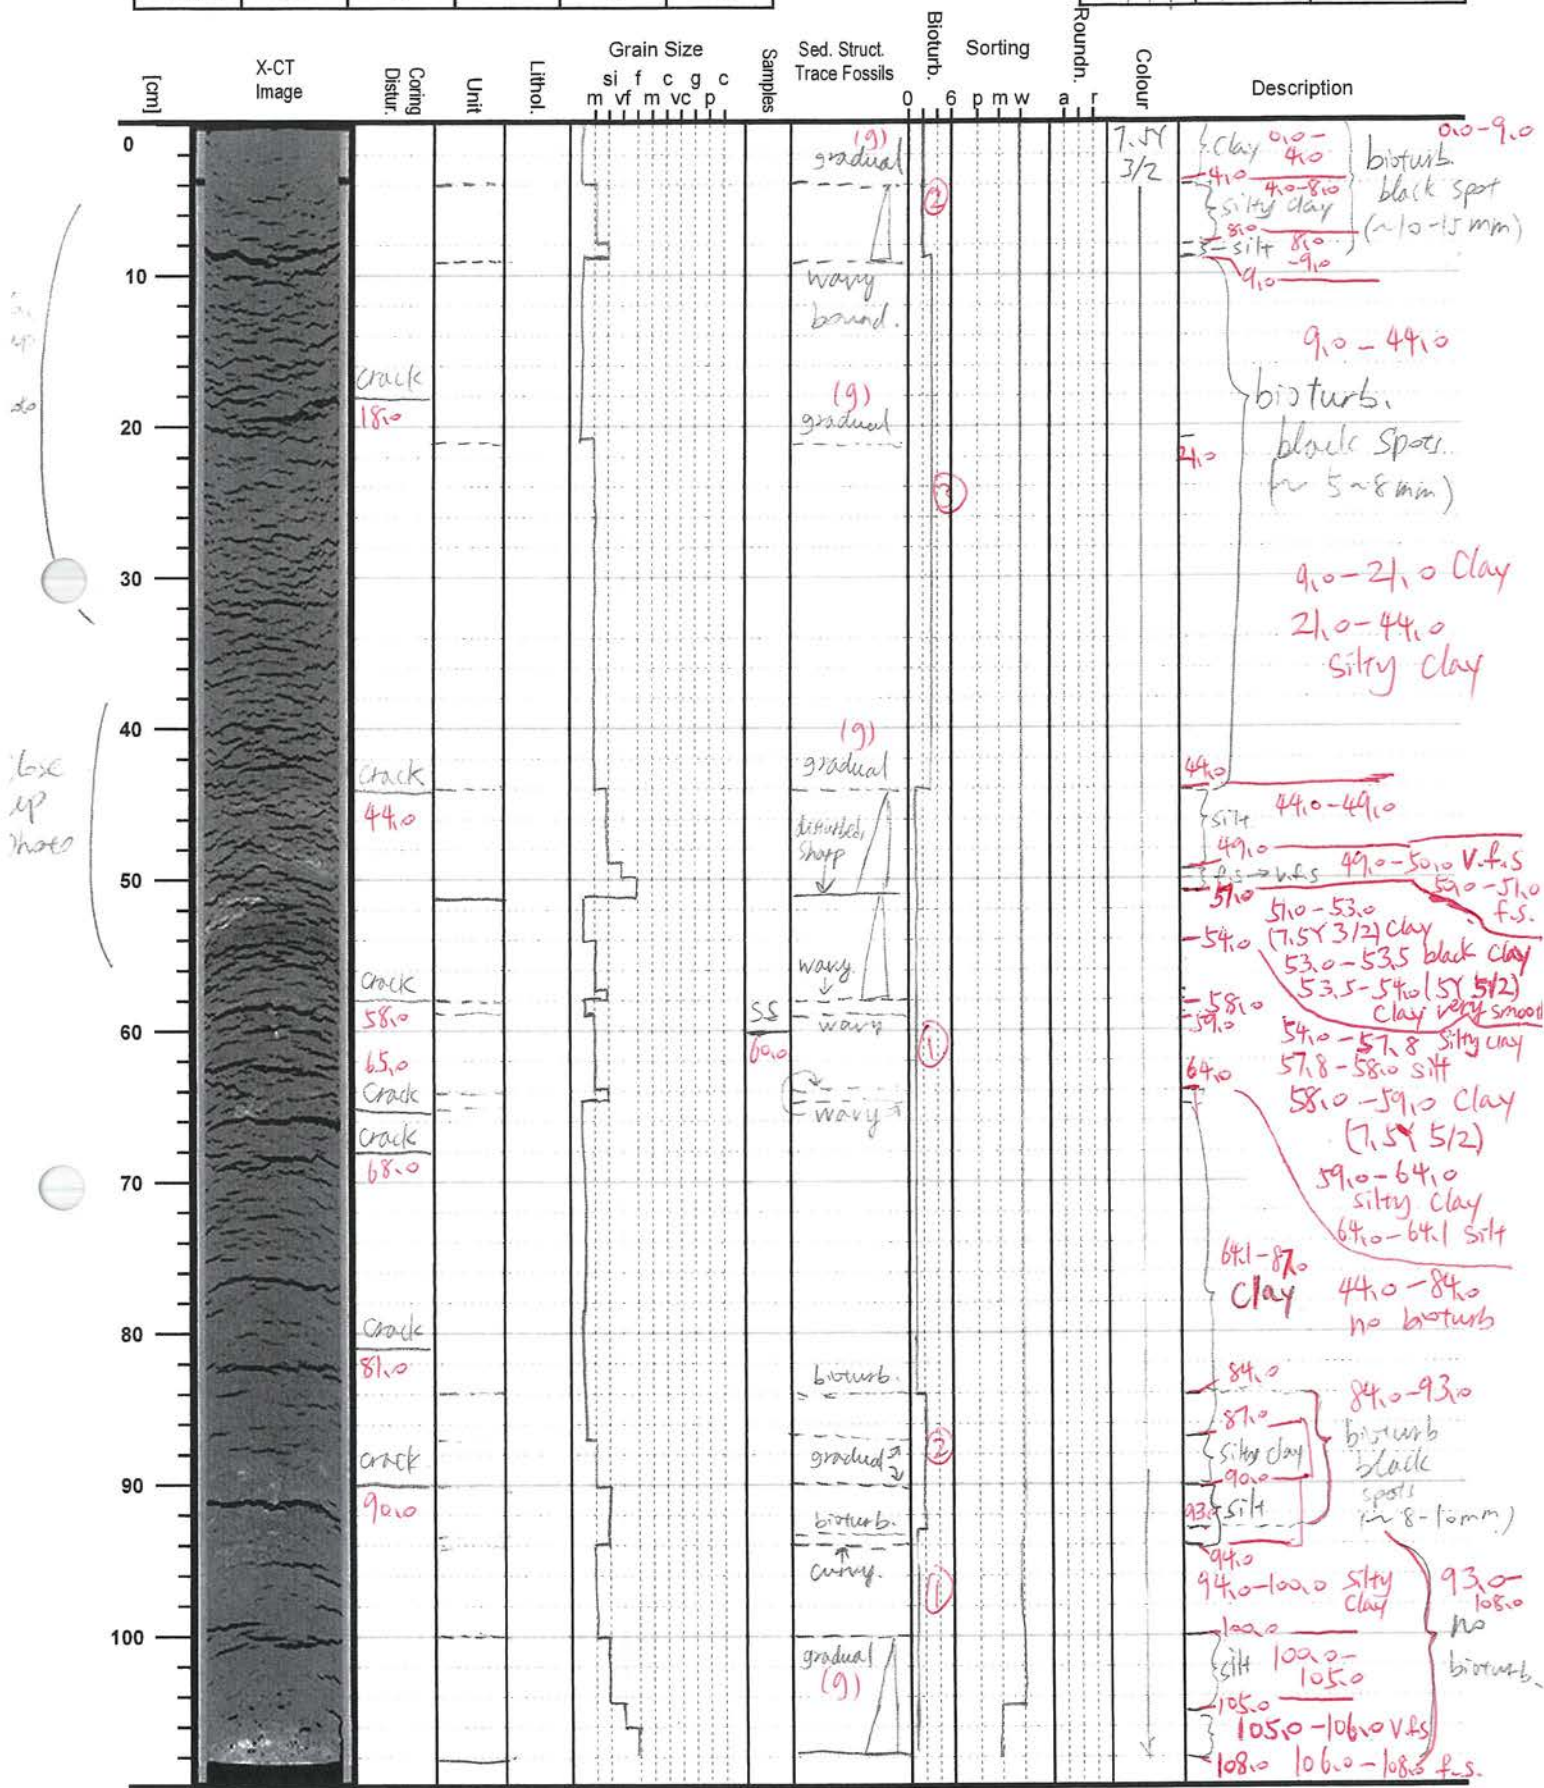 [cm]
X-CT
Image
Coring
Distur.
Unit
Lithol.
Grain Size
si f c g c
m vf m vc p
Samples
Sed. Struct.
Trace Fossils
Bioturb.
0 6
Sorting
p m w
Roundn.
a r
Colour
Description
0
10
20
30
40
50
60
70
80
90
100
close
up
photo
crack
18.0
crack
44.0
crack
58.0
65.0
crack
crack
68.0
crack
81.0
crack
90.0
SS
60.0
(g)
gradual
wavy
bound.
(g)
gradual
(g)
gradual
disturbed
sharp
wavy
wavy
wavy
bioturb.
gradual
bioturb.
curvy.
gradual
(g)
2
3
1
2
1
7.5Y
3/2
clay 0.0-
4.0
4.0
4.0-8.0
silty clay
8.0
silt 8.0
-9.0
9.0
0.0-9.0
bioturb.
black spot
(~10-15mm)
9.0-44.0
bioturb.
black spots.
(~5~8mm)
21.0
9.0-21.0 Clay
21.0-44.0
silty clay
44.0
silt
44.0-49.0
49.0
f.s → v.f.s
49.0-50.0 v.f.s
50.0-51.0
f.s.
51.0
51.0-53.0
(7.5Y 3/2) Clay
54.0
53.0-53.5 black clay
53.5-54.0 (5Y 5/2)
Clay very smooth
58.0
59.0
54.0-57.8 silty clay
57.8-58.0 silt
64.0
58.0-59.0 Clay
(7.5Y 5/2)
59.0-64.0
silty clay
64.0-64.1 silt
64.1-87.0
Clay
44.0-84.0
no bioturb
84.0
84.0-93.0
87.0
silty clay
90.0
93.0
silt
94.0
bioturb
black
spots
(~8-10mm)
94.0-100.0 silty
clay
93.0-
108.0
no
bioturb.
100.0
silt
100.0-
105.0
105.0
105.0-106.0 v.f.s
108.0
106.0-108.0 f.s.